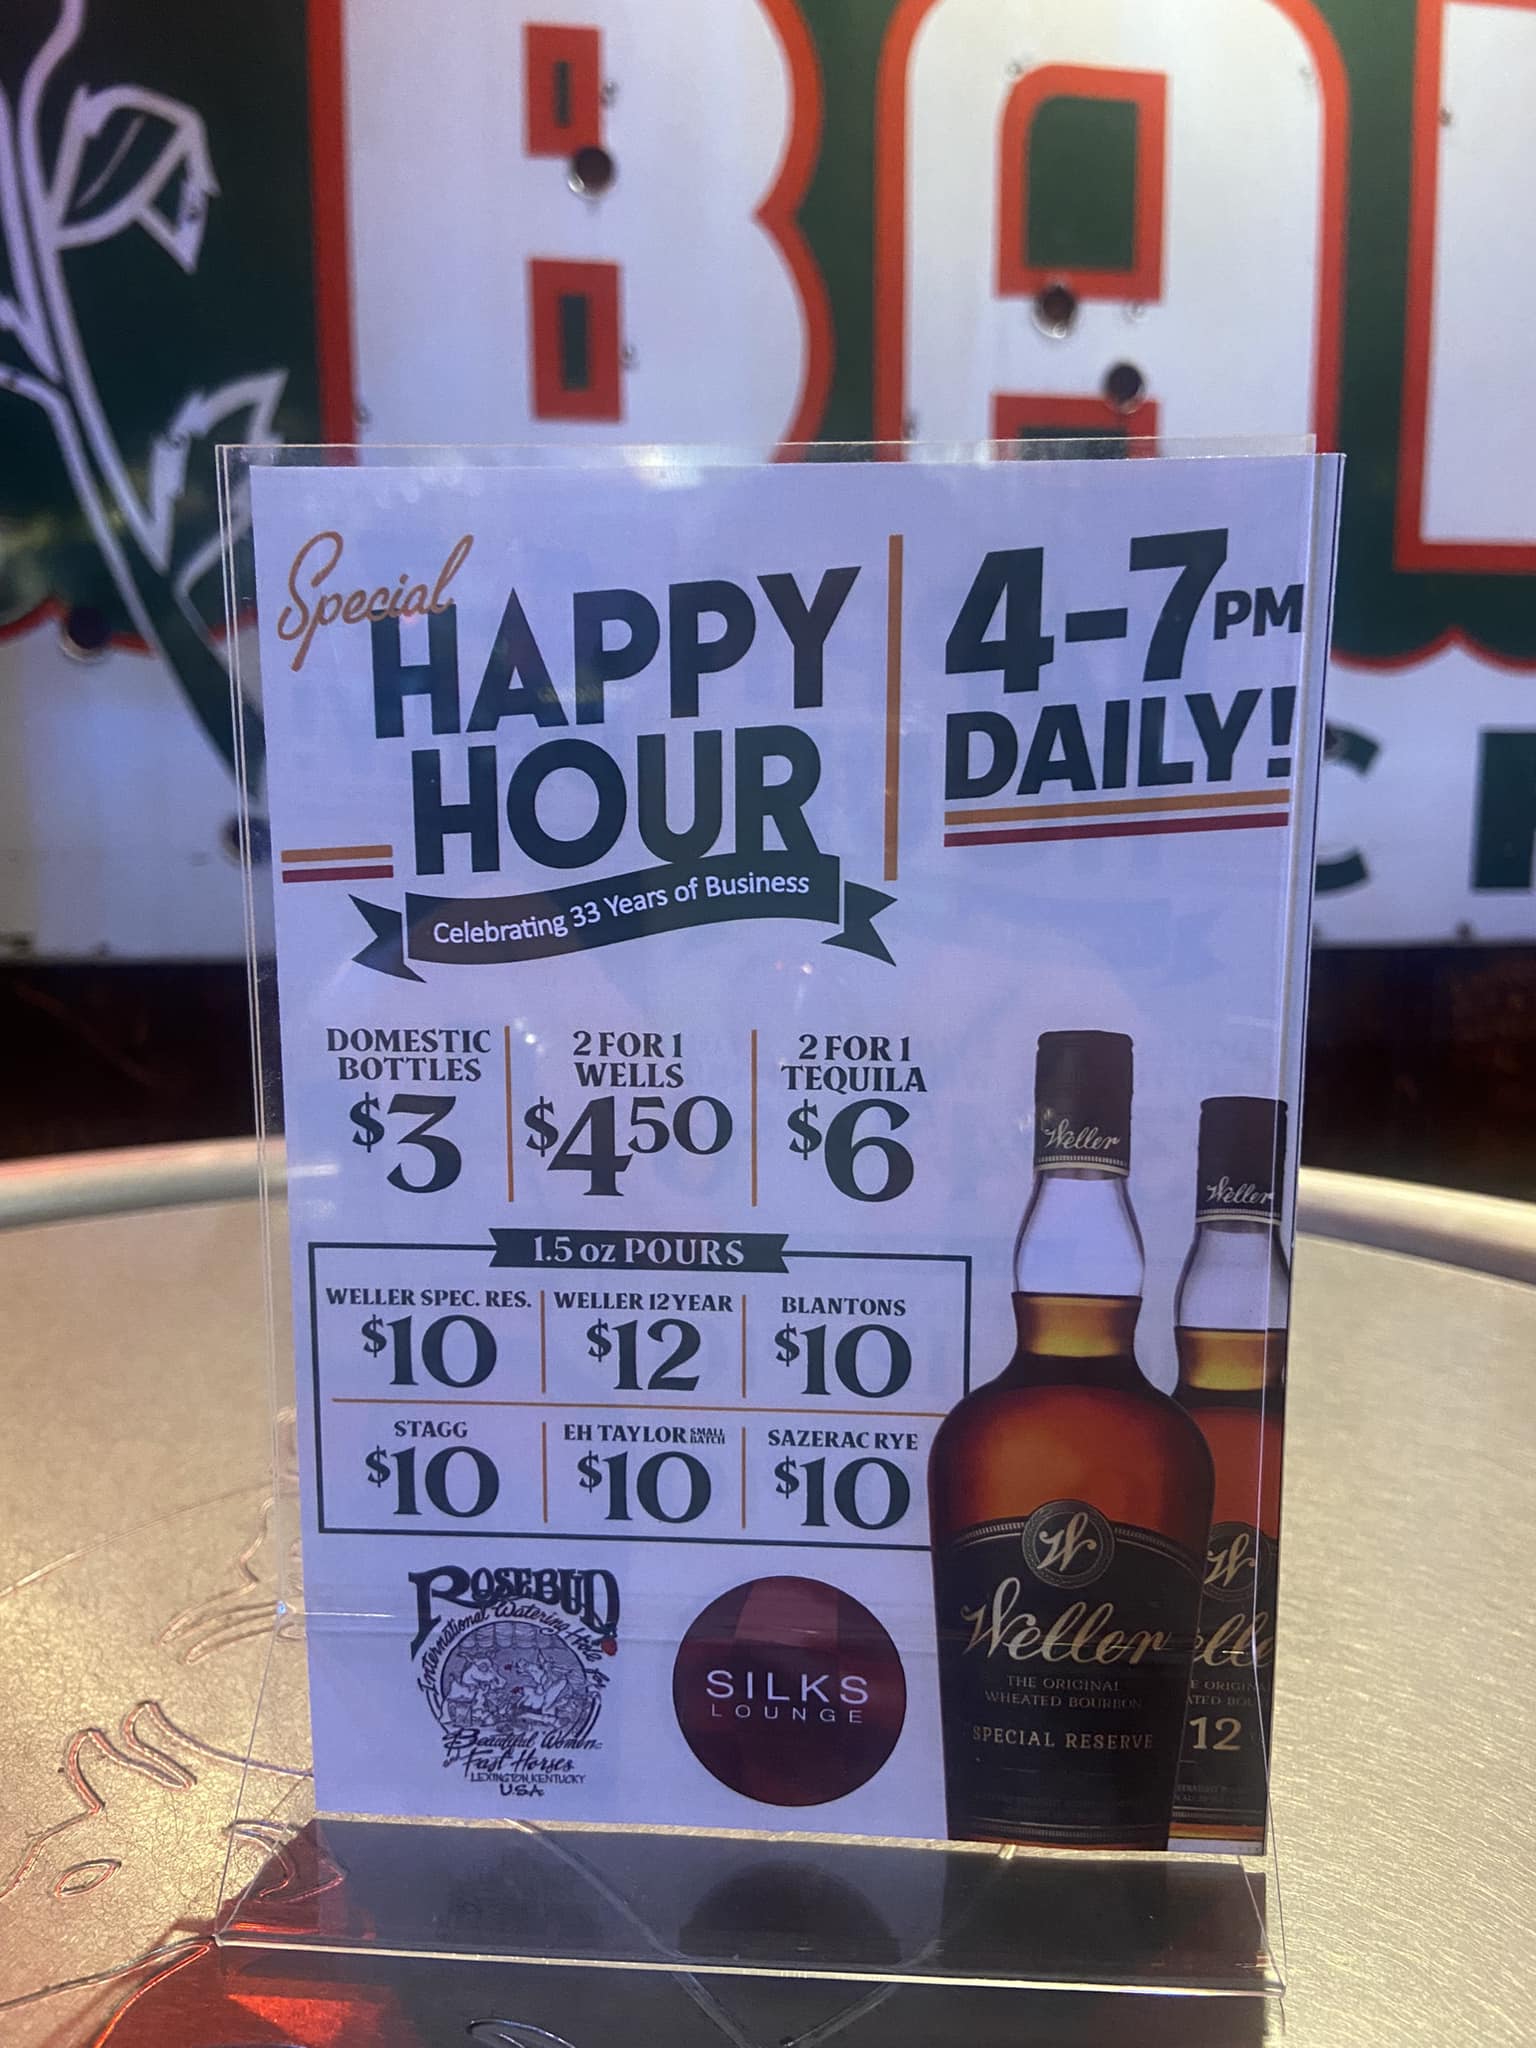 BAR
Special
HAPPY
HOUR
4-7PM
DAILY!
Celebrating 33 Years of Business
DOMESTIC
BOTTLES
$3
2 FOR 1
WELLS
$450
2 FOR 1
TEQUILA
$6
1.5 oz POURS
WELLER SPEC. RES.
$10
WELLER 12 YEAR
$12
BLANTONS
$10
STAGG
$10
EH TAYLOR SMALL BATCH
$10
SAZERAC RYE
$10
ROSEBUD
International Watering Hole for
Beautiful Women
and Fast Horses
LEXINGTON, KENTUCKY
U.S.A.
SILKS
LOUNGE
Weller
W
Weller
THE ORIGINAL
WHEATED BOURBON
SPECIAL RESERVE
Weller
W
12